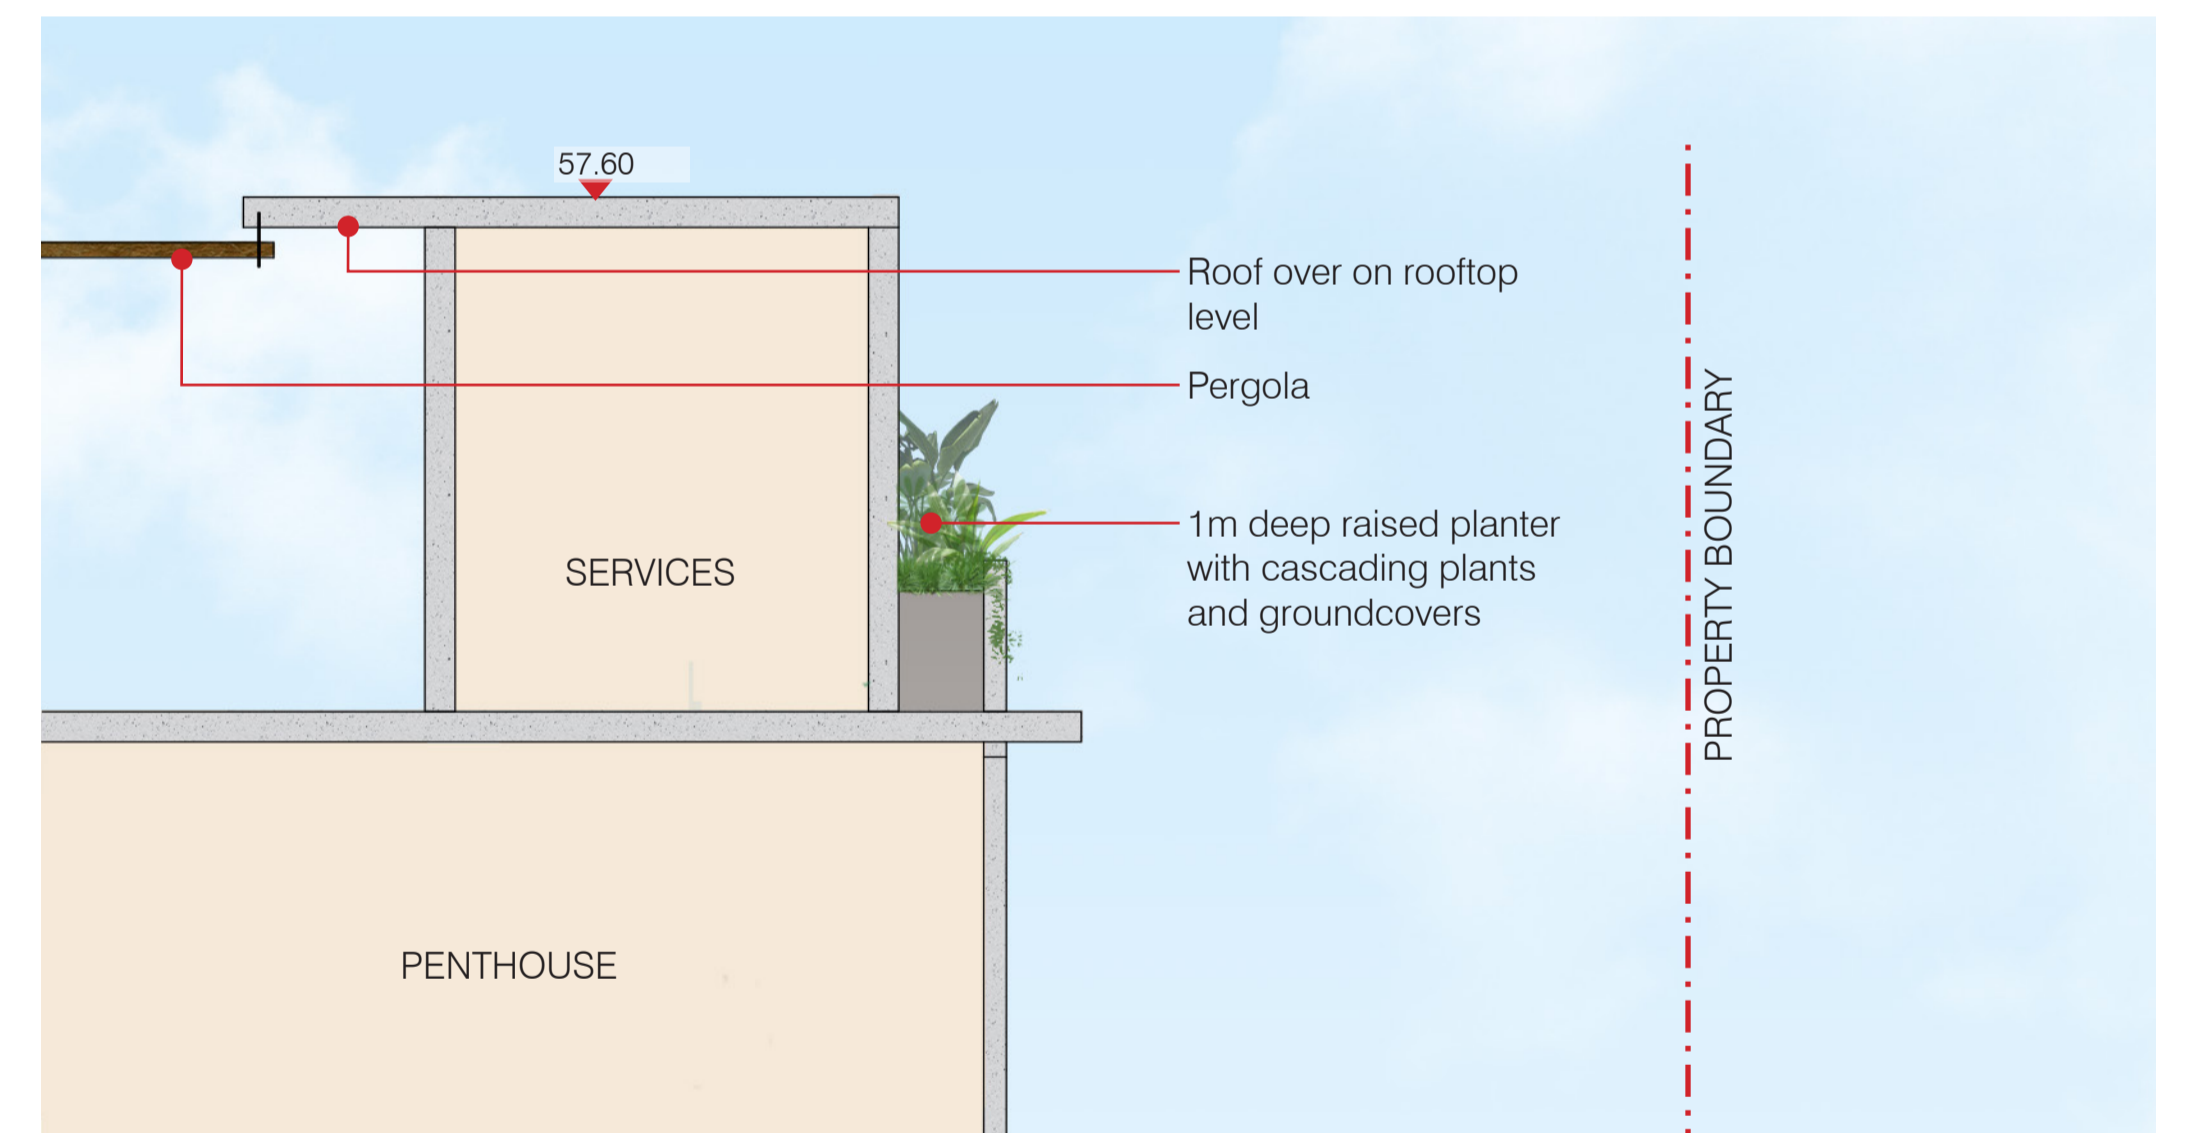 57.60
Roof over on rooftop
level
Pergola
1m deep raised planter
with cascading plants
and groundcovers
SERVICES
PENTHOUSE
PROPERTY BOUNDARY